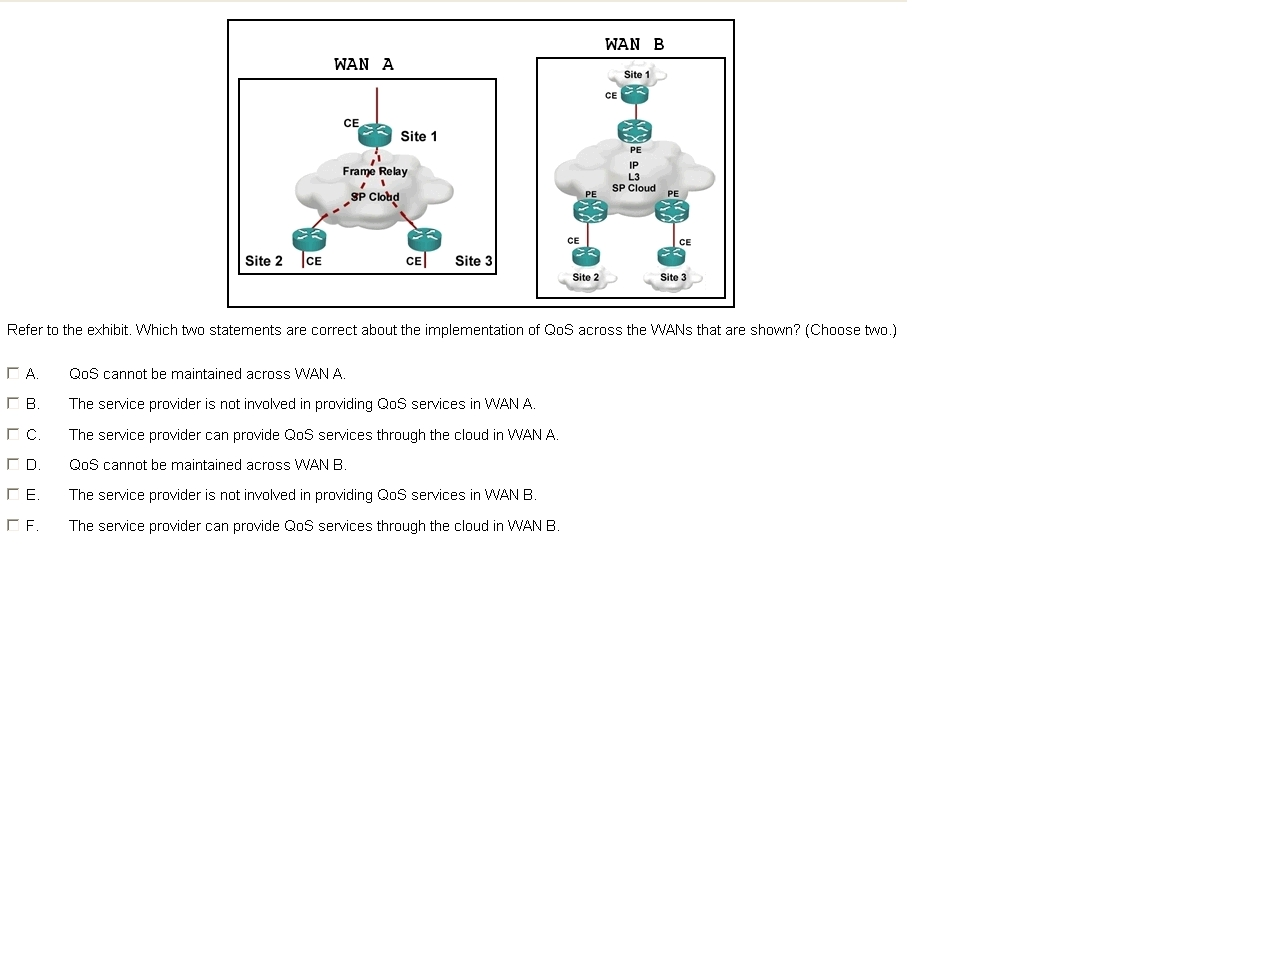 WAN A
CE
Site 1
Frame Relay
SP Cloud
Site 2
CE
CE
Site 3
WAN B
Site 1
CE
PE
IP
L3
SP Cloud
PE
PE
CE
CE
Site 2
Site 3
Refer to the exhibit. Which two statements are correct about the implementation of QoS across the WANs that are shown? (Choose two.)
A. QoS cannot be maintained across WAN A.
B. The service provider is not involved in providing QoS services in WAN A.
C. The service provider can provide QoS services through the cloud in WAN A.
D. QoS cannot be maintained across WAN B.
E. The service provider is not involved in providing QoS services in WAN B.
F. The service provider can provide QoS services through the cloud in WAN B.